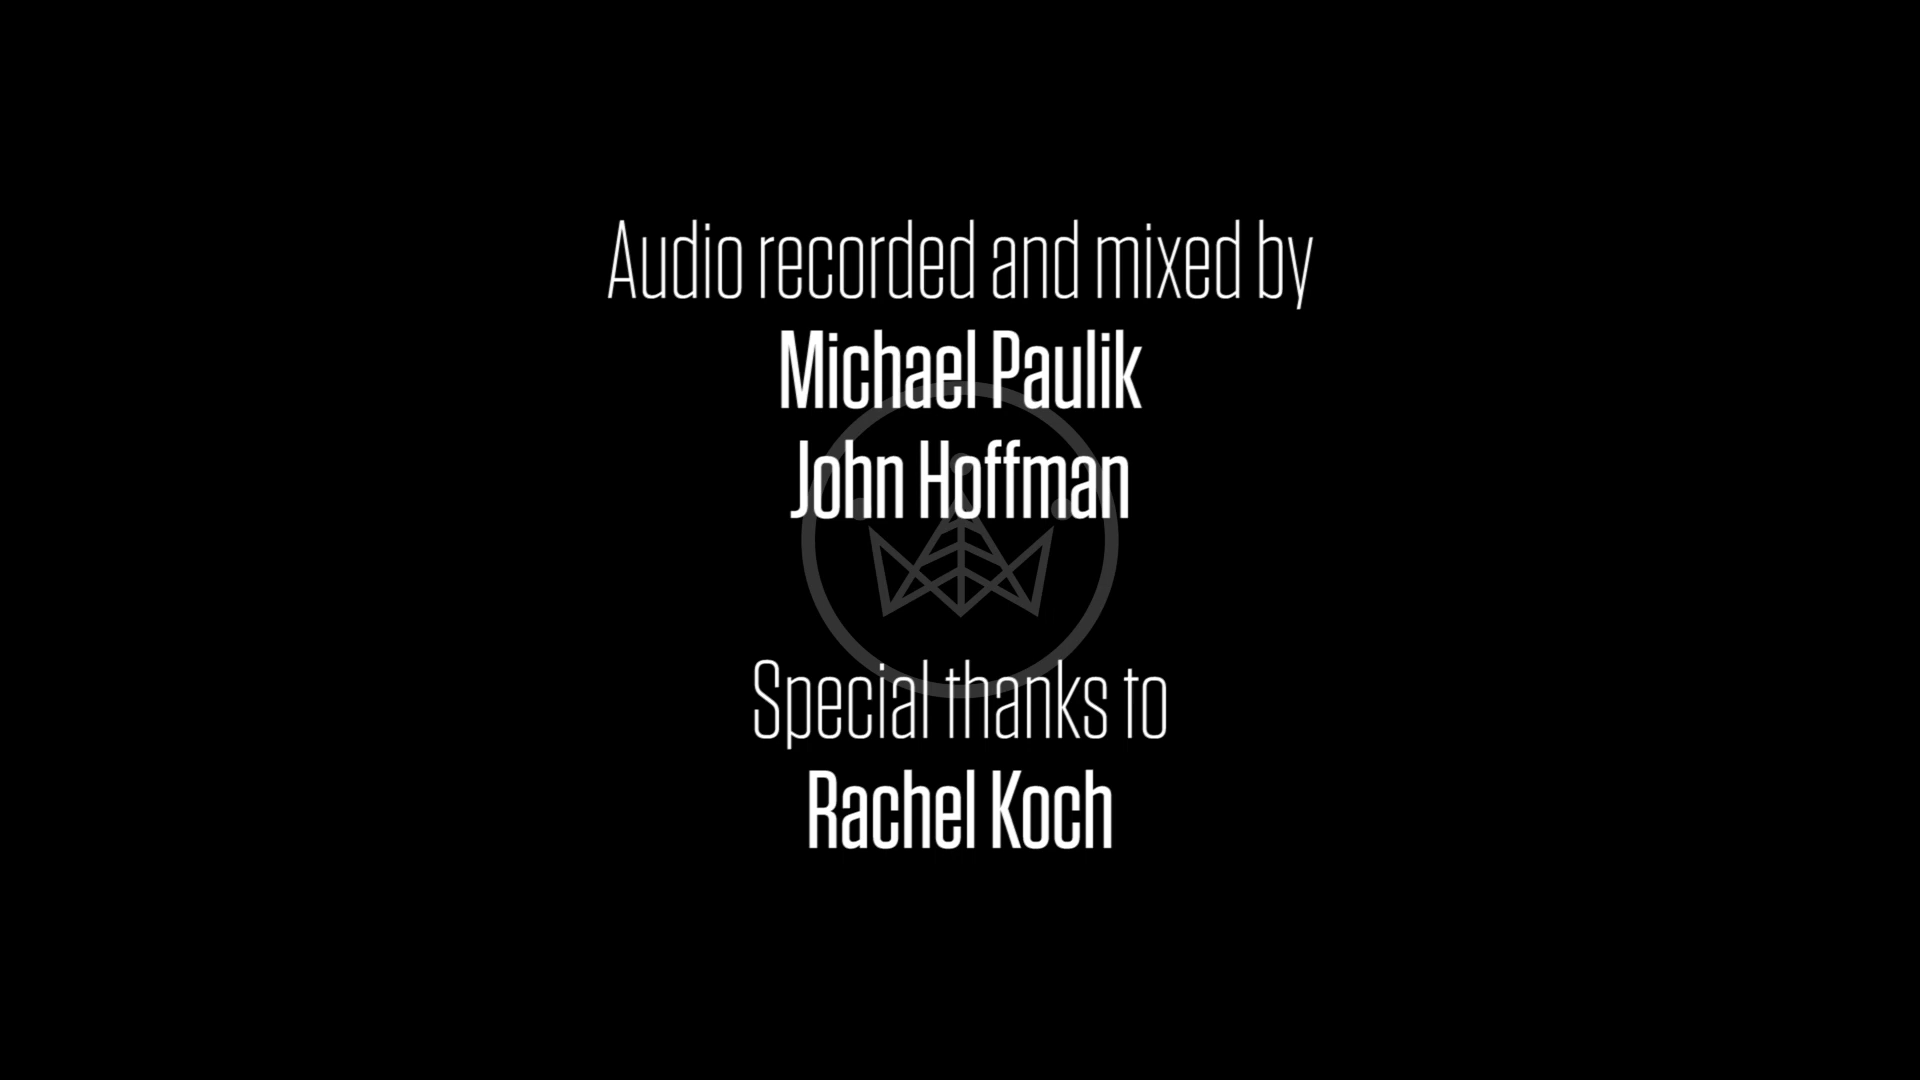 Audio recorded and mixed by
Michael Paulik
John Hoffman
Special thanks to
Rachel Koch